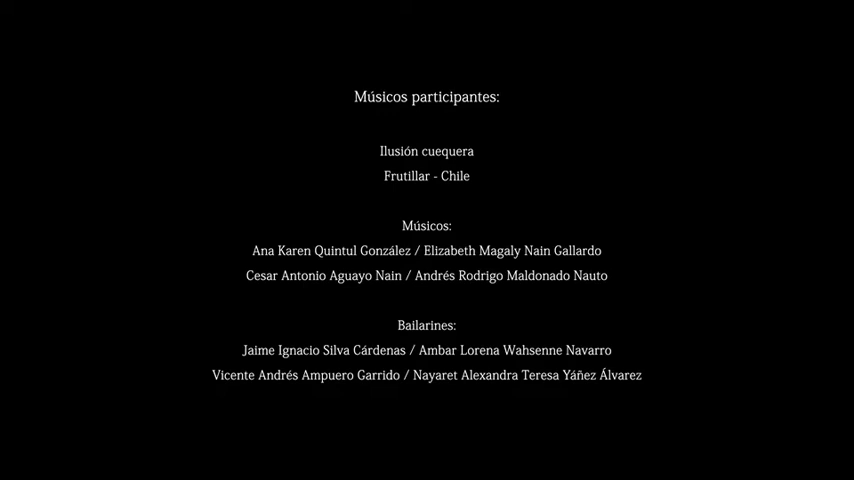 Músicos participantes:
Ilusión cuequera
Frutillar - Chile
Músicos:
Ana Karen Quintul González / Elizabeth Magaly Nain Gallardo
Cesar Antonio Aguayo Nain / Andrés Rodrigo Maldonado Nauto
Bailarines:
Jaime Ignacio Silva Cárdenas / Ambar Lorena Wahsenne Navarro
Vicente Andrés Ampuero Garrido / Nayaret Alexandra Teresa Yáñez Álvarez